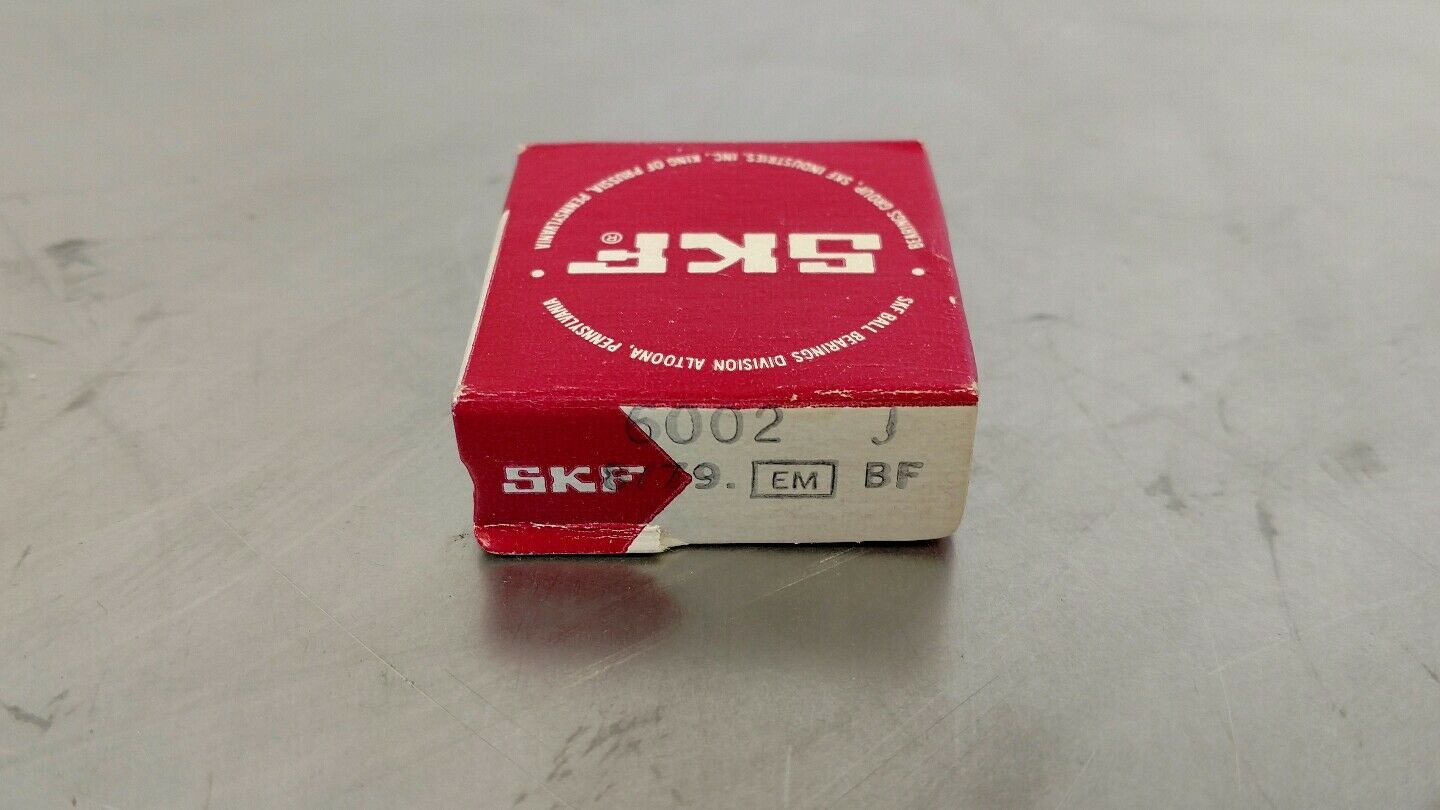 SKF BALL BEARINGS DIVISION ALTOONA, PENNSYLVANIA
SKF®
BEARINGS GROUP, SKF INDUSTRIES, INC., KING OF PRUSSIA, PENNSYLVANIA
6002 J
SKF
EM BF